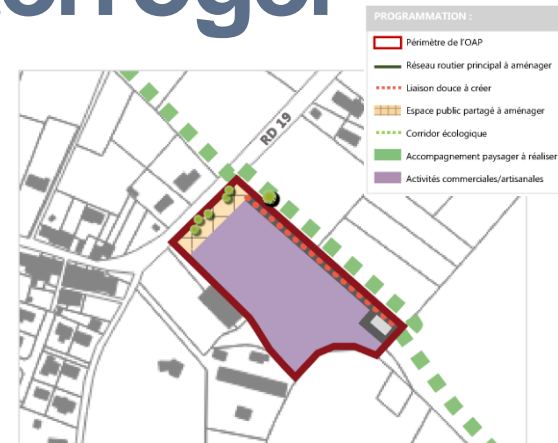 terroger
PROGRAMMATION :
Périmètre de l'OAP
Réseau routier principal à aménager
Liaison douce à créer
Espace public partagé à aménager
Corridor écologique
Accompagnement paysager à réaliser
Activités commerciales/artisanales
RD 19